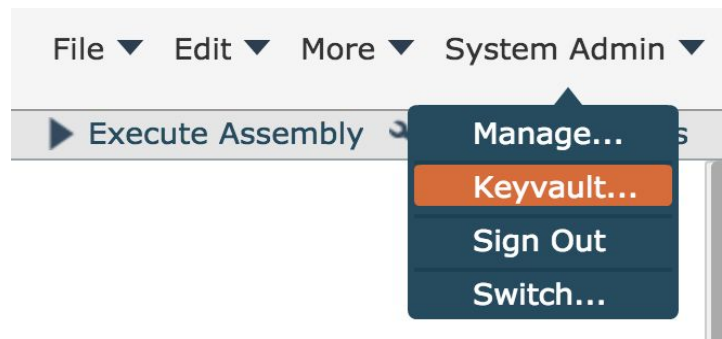 File Edit More System Admin
Execute Assembly Manage... s
Keyvault...
Sign Out
Switch...